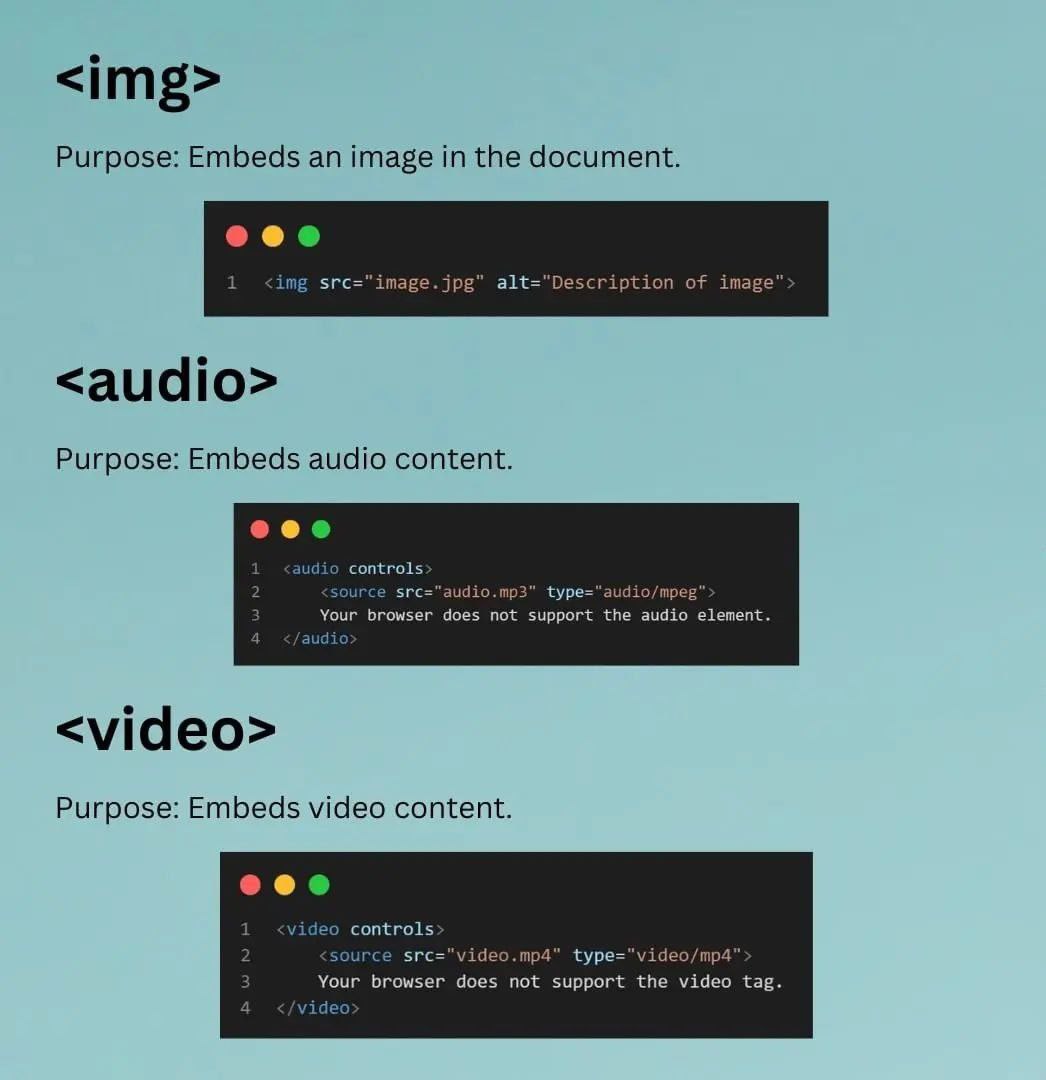 <img>
Purpose: Embeds an image in the document.
1 <img src="image.jpg" alt="Description of image">
<audio>
Purpose: Embeds audio content.
1 <audio controls>
2     <source src="audio.mp3" type="audio/mpeg">
3     Your browser does not support the audio element.
4 </audio>
<video>
Purpose: Embeds video content.
1 <video controls>
2     <source src="video.mp4" type="video/mp4">
3     Your browser does not support the video tag.
4 </video>